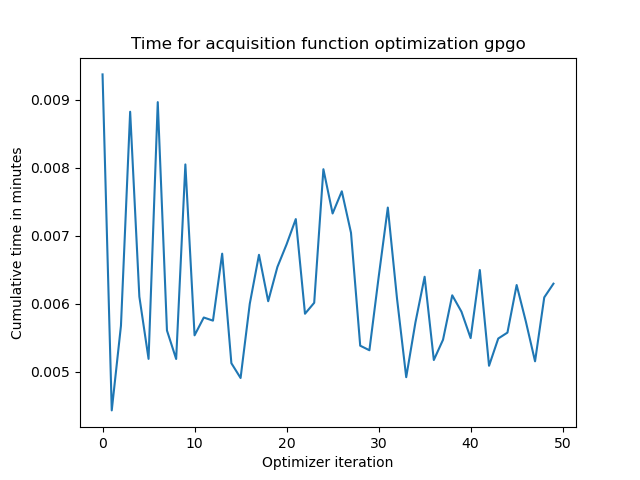 Time for acquisition function optimization gpgo
Cumulative time in minutes
0.009
0.008
0.007
0.006
0.005
0 10 20 30 40 50
Optimizer iteration